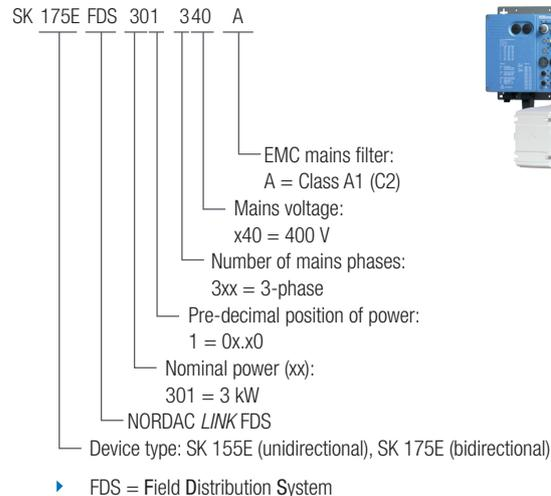 SK 175E FDS 301 340 A
EMC mains filter:
A = Class A1 (C2)
Mains voltage:
x40 = 400 V
Number of mains phases:
3xx = 3-phase
Pre-decimal position of power:
1 = 0x.x0
Nominal power (xx):
301 = 3 kW
NORDAC LINK FDS
Device type: SK 155E (unidirectional), SK 175E (bidirectional)
FDS = Field Distribution System